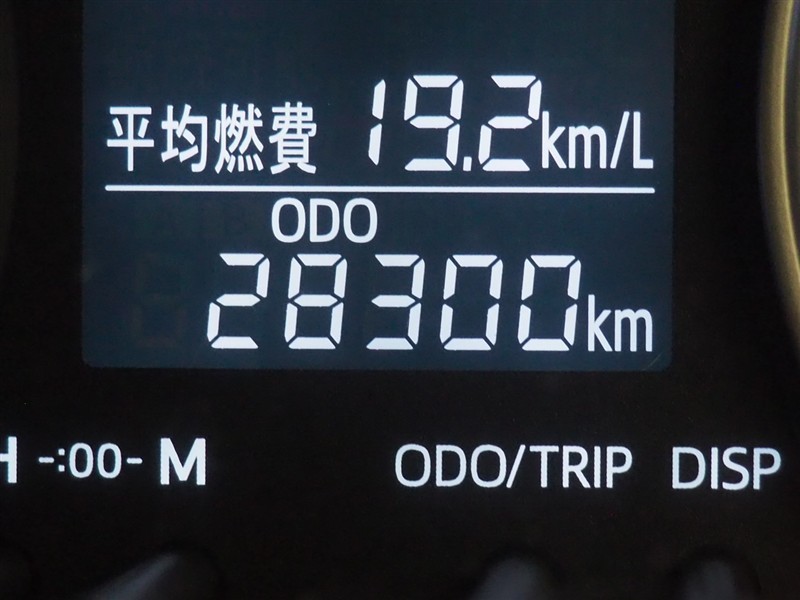 平均燃費 19.2km/L
ODO
28300km
H -:00- M ODO/TRIP DISP